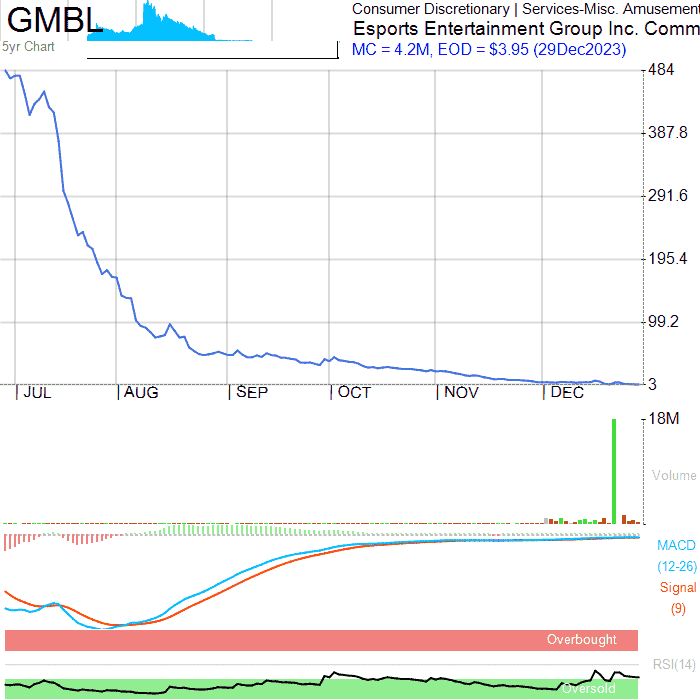 GMBL
Consumer Discretionary | Services-Misc. Amusement
Esports Entertainment Group Inc. Comm
5yr Chart
MC = 4.2M, EOD = $3.95 (29Dec2023)
484
387.8
291.6
195.4
99.2
3
JUL
AUG
SEP
OCT
NOV
DEC
18M
Volume
MACD
(12-26)
Signal
(9)
Overbought
RSI(14)
Oversold